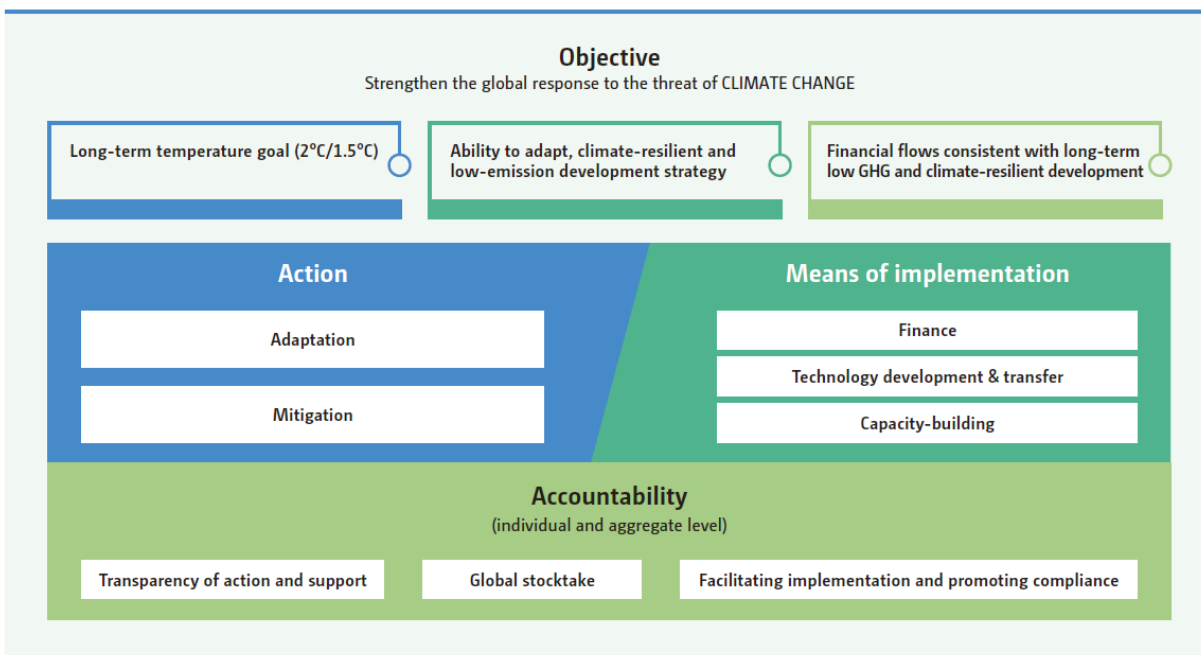 Objective
Strengthen the global response to the threat of CLIMATE CHANGE
Long-term temperature goal (2°C/1.5°C)
Ability to adapt, climate-resilient and
low-emission development strategy
Financial flows consistent with long-term
low GHG and climate-resilient development
Action
Adaptation
Mitigation
Means of implementation
Finance
Technology development & transfer
Capacity-building
Accountability
(individual and aggregate level)
Transparency of action and support
Global stocktake
Facilitating implementation and promoting compliance